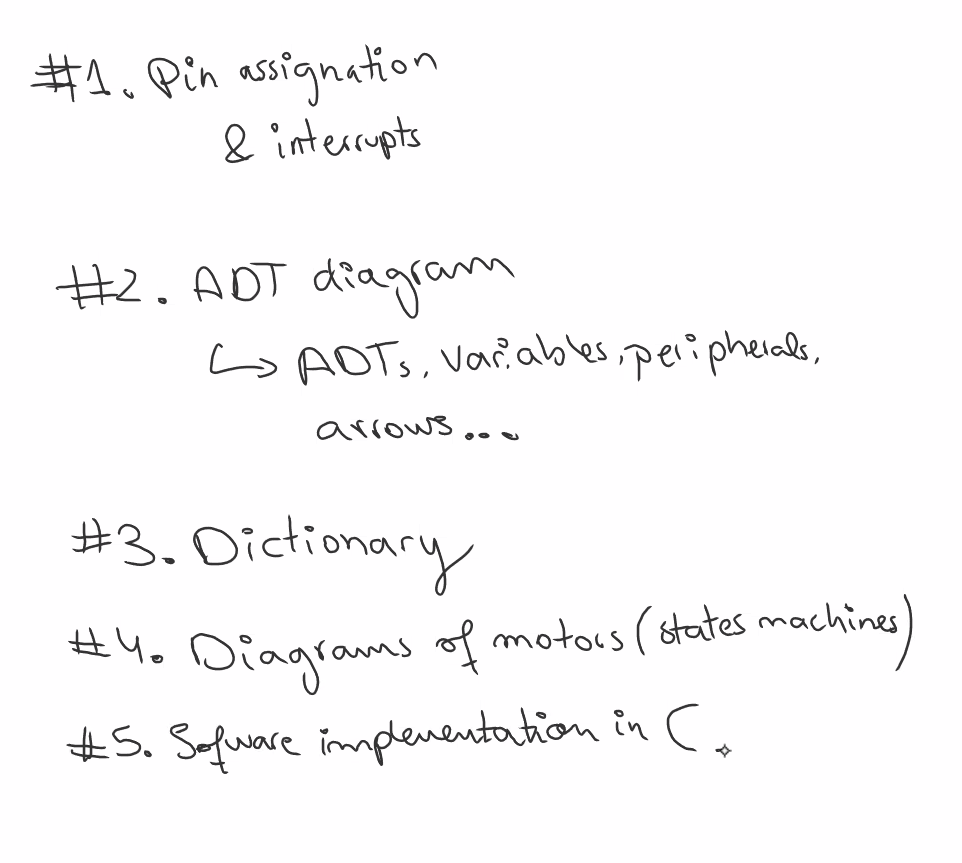 #1. Pin assignation
& interrupts
#2. ADT diagram
↳ ADTs, variables, peripherals,
arrows...
#3. Dictionary
#4. Diagrams of motors (states machines)
#5. Sofware implementation in C.